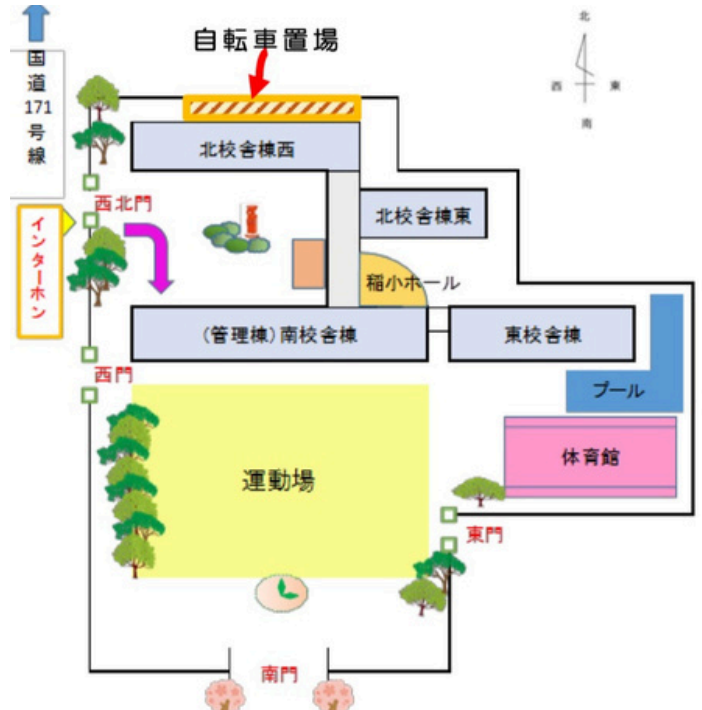 国道171号線
自転車置場
北
西 東
南
北校舎棟西
西北門
インターホン
北校舎棟東
稲小ホール
(管理棟)南校舎棟
東校舎棟
西門
プール
体育館
運動場
東門
南門